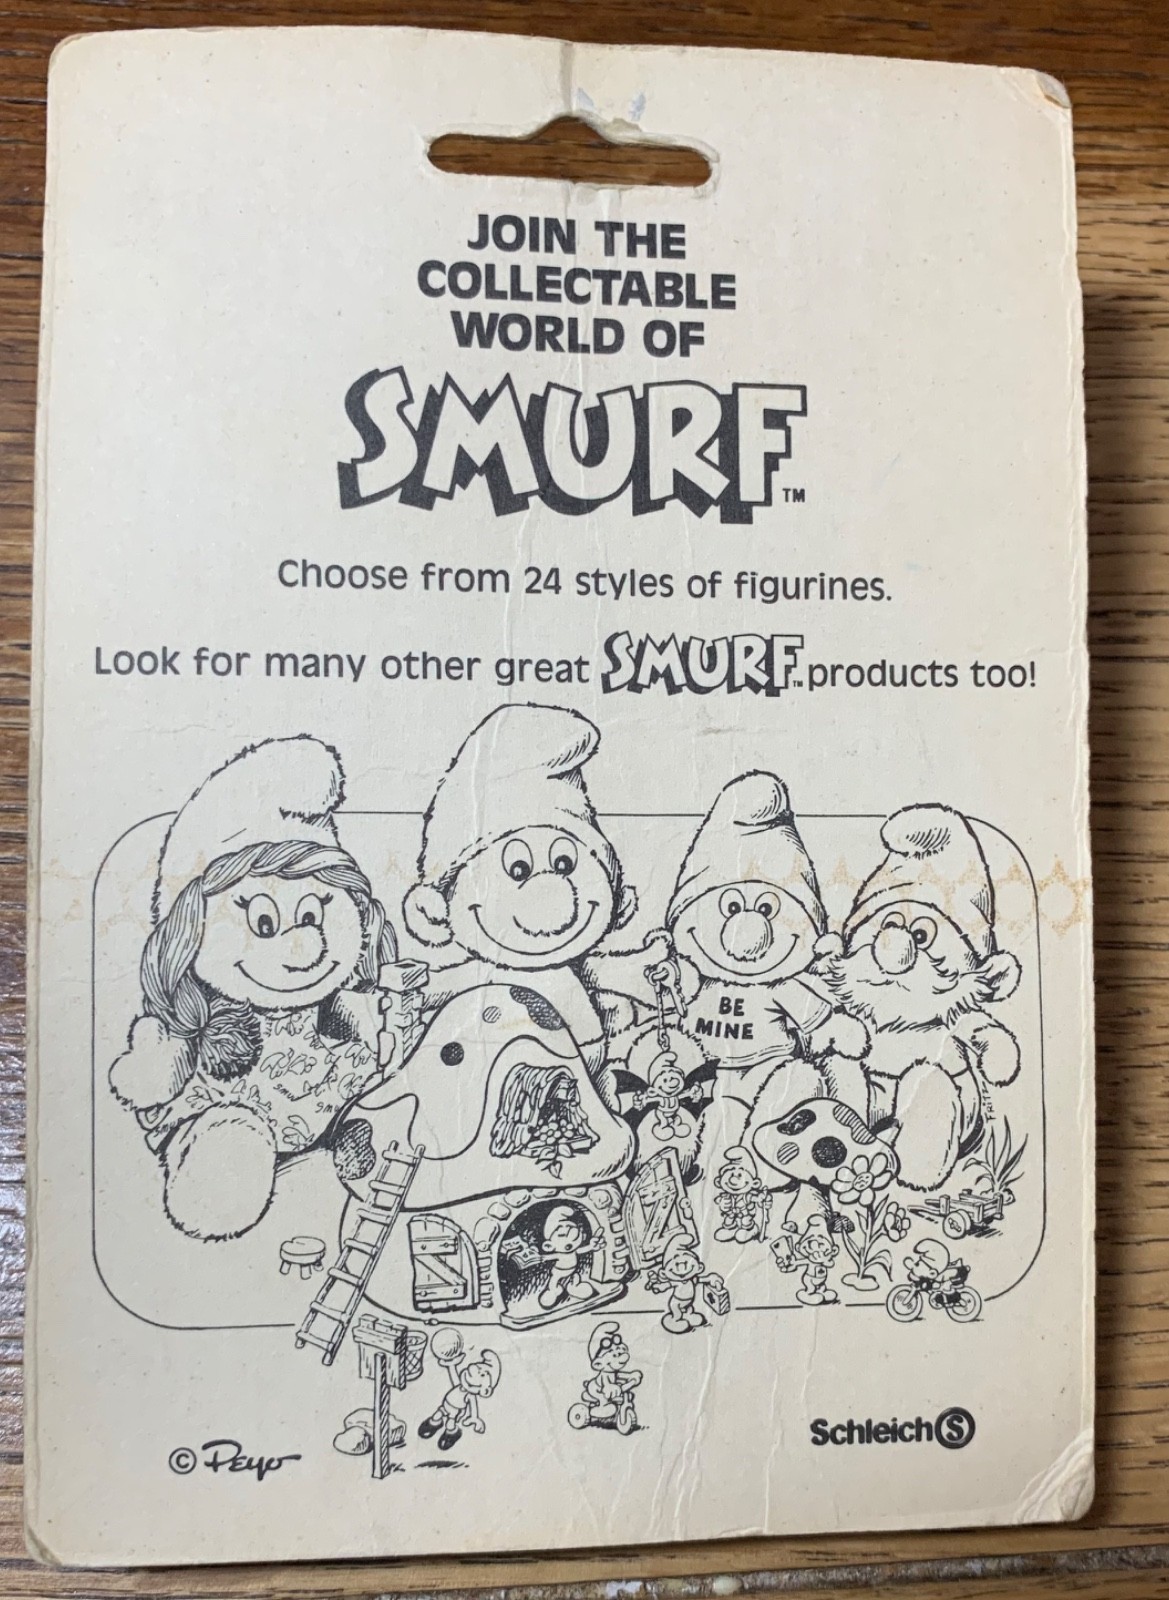 JOIN THE
COLLECTABLE
WORLD OF
SMURF™
Choose from 24 styles of figurines.
Look for many other great SMURF™ products too!
BE
MINE
© Peyo
Schleich S